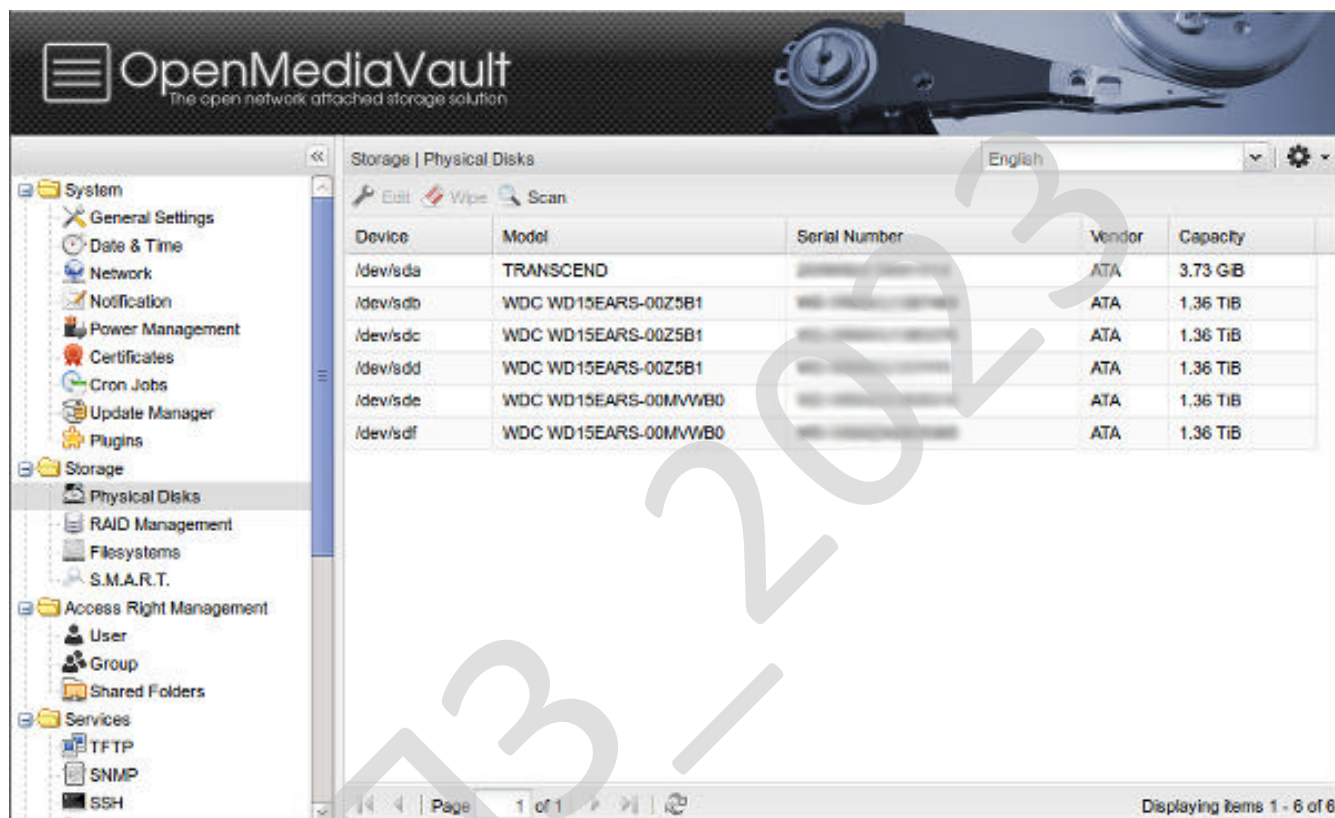 OpenMediaVault
The open network attached storage solution
Storage | Physical Disks
English
System
General Settings
Date & Time
Network
Notification
Power Management
Certificates
Cron Jobs
Update Manager
Plugins
Storage
Physical Disks
RAID Management
Filesystems
S.M.A.R.T.
Access Right Management
User
Group
Shared Folders
Services
TFTP
SNMP
SSH
Edit Wipe Scan
Device Model Serial Number Vendor Capacity
/dev/sda TRANSCEND ATA 3.73 GiB
/dev/sdb WDC WD15EARS-00Z5B1 ATA 1.36 TiB
/dev/sdc WDC WD15EARS-00Z5B1 ATA 1.36 TiB
/dev/sdd WDC WD15EARS-00Z5B1 ATA 1.36 TiB
/dev/sde WDC WD15EARS-00MVWB0 ATA 1.36 TiB
/dev/sdf WDC WD15EARS-00MVWB0 ATA 1.36 TiB
Page 1 of 1
Displaying items 1 - 6 of 6
_2023